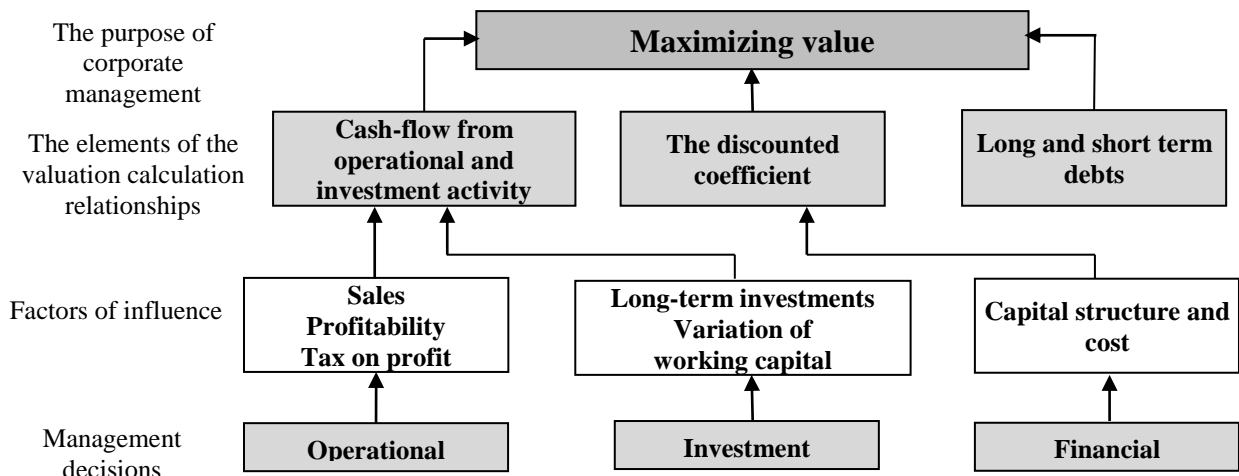 The purpose of
corporate
management
Maximizing value
The elements of the
valuation calculation
relationships
Cash-flow from
operational and
investment activity
The discounted
coefficient
Long and short term
debts
Factors of influence
Sales
Profitability
Tax on profit
Long-term investments
Variation of
working capital
Capital structure and
cost
Management
decisions
Operational
Investment
Financial